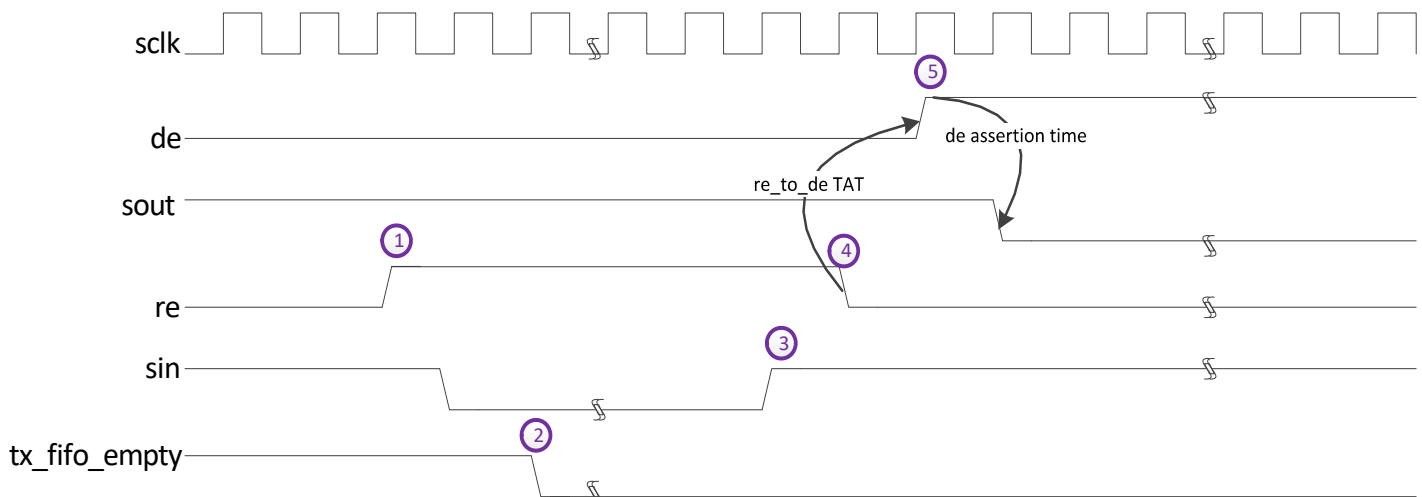 sclk
5
de
de assertion time
re_to_de TAT
sout
1
4
re
3
sin
2
tx_fifo_empty